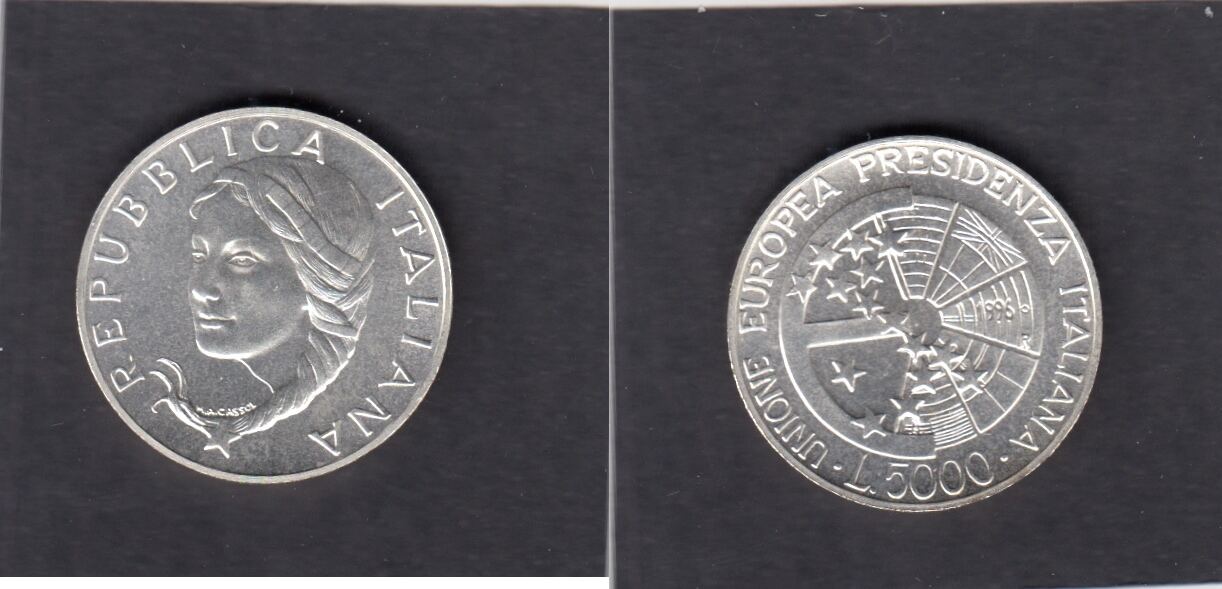 REPUBBLICA ITALIANA
M.A.CASSOL
UNIONE EUROPEA PRESIDENZA ITALIANA
1996
R
· L.5000 ·